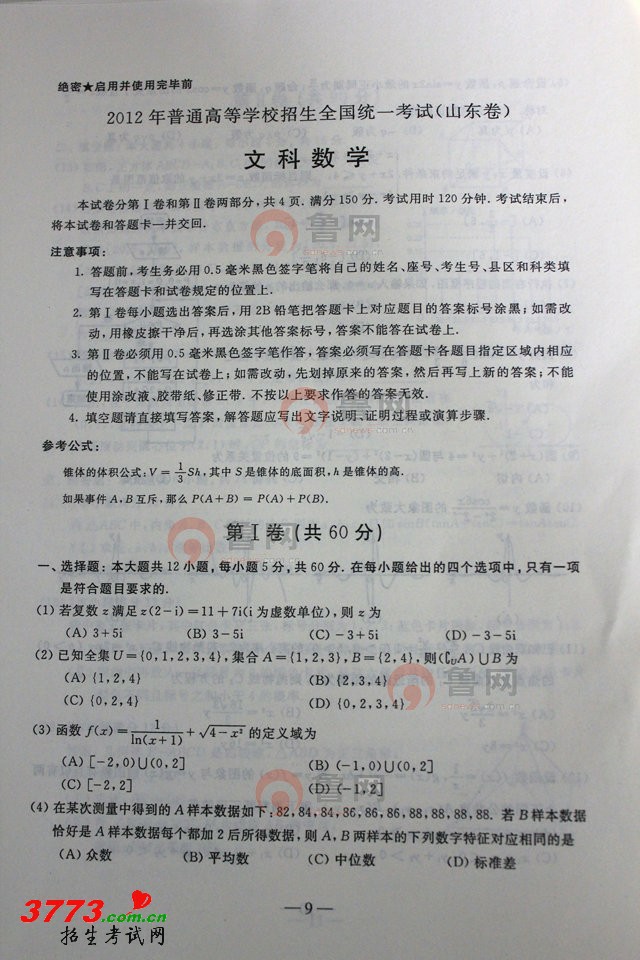 绝密★启用并使用完毕前
2012年普通高等学校招生全国统一考试(山东卷)
文科数学
本试卷分第Ⅰ卷和第Ⅱ卷两部分,共4页.满分150分.考试用时120分钟.考试结束后,
将本试卷和答题卡一并交回.
注意事项:
1. 答题前,考生务必用0.5毫米黑色签字笔将自己的姓名、座号、考生号、县区和科类填
写在答题卡和试卷规定的位置上.
2. 第Ⅰ卷每小题选出答案后,用2B铅笔把答题卡上对应题目的答案标号涂黑;如需改
动,用橡皮擦干净后,再选涂其他答案标号,答案不能答在试卷上.
3. 第Ⅱ卷必须用0.5毫米黑色签字笔作答,答案必须写在答题卡各题目指定区域内相应
的位置,不能写在试卷上;如需改动,先划掉原来的答案,然后再写上新的答案;不能
使用涂改液、胶带纸、修正带.不按以上要求作答的答案无效.
4. 填空题请直接填写答案,解答题应写出文字说明、证明过程或演算步骤.
参考公式:
锥体的体积公式:V=1/3Sh,其中S是锥体的底面积,h是锥体的高.
如果事件A,B互斥,那么P(A+B)=P(A)+P(B).
第Ⅰ卷(共60分)
一、选择题:本大题共12小题,每小题5分,共60分.在每小题给出的四个选项中,只有一项
是符合题目要求的.
(1)若复数z满足z(2-i)=11+7i(i为虚数单位),则z为
(A) 3+5i (B) 3-5i (C) -3+5i (D) -3-5i
(2)已知全集U={0,1,2,3,4},集合A={1,2,3},B={2,4},则(∁UA)∪B为
(A) {1,2,4} (B) {2,3,4}
(C) {0,2,4} (D) {0,2,3,4}
(3)函数f(x)=1/ln(x+1)+√4-x²的定义域为
(A) [-2,0)∪(0,2] (B) (-1,0)∪(0,2]
(C) [-2,2] (D) (-1,2]
(4)在某次测量中得到的A样本数据如下:82,84,84,86,86,86,88,88,88,88.若B样本数据
恰好是A样本数据每个都加2后所得数据,则A,B两样本的下列数字特征对应相同的是
(A) 众数 (B) 平均数 (C) 中位数 (D) 标准差
—9—
3773.com.cn
招生考试网
鲁网
鲁网
鲁网
鲁网
鲁网